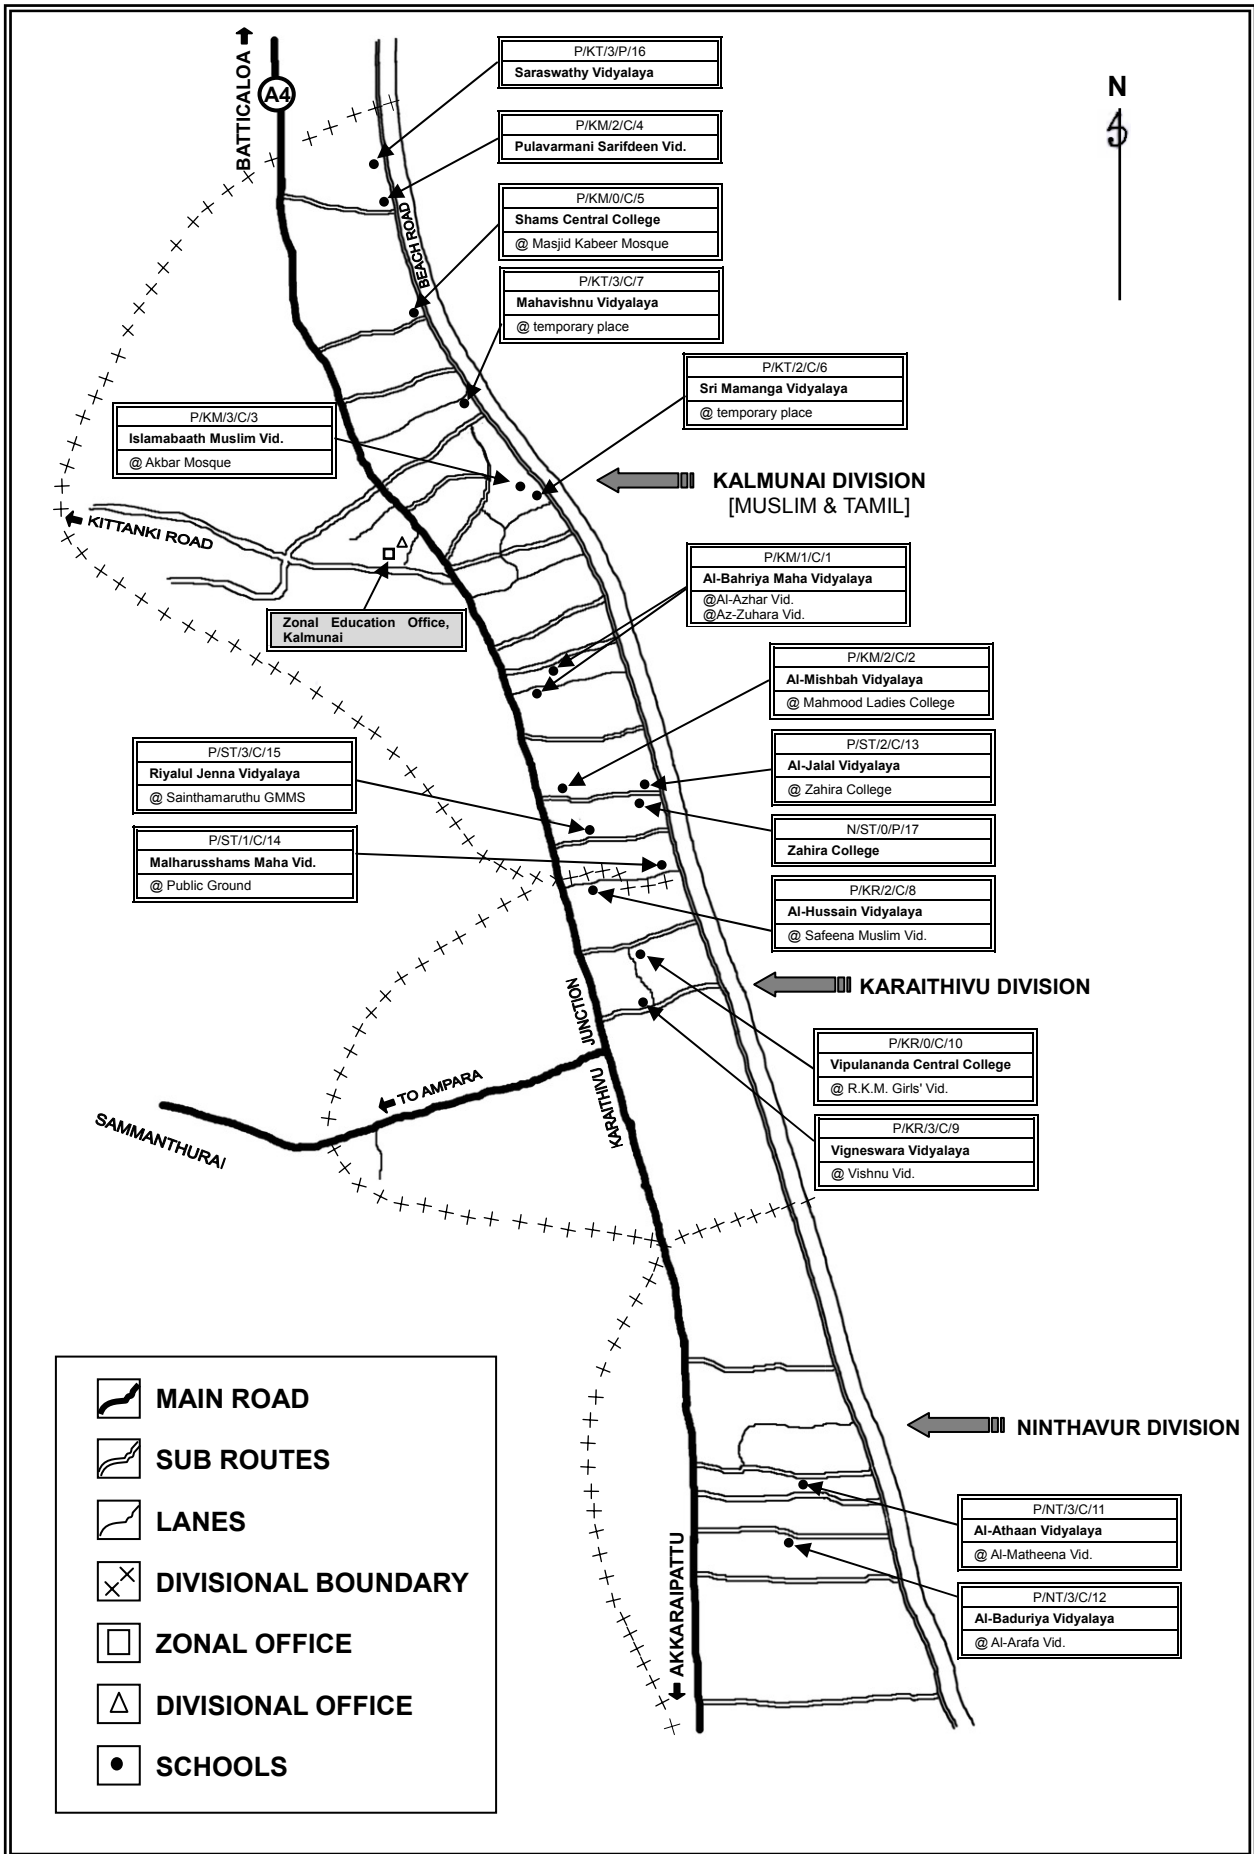 P/KT/3/P/16
Saraswathy Vidyalaya
BATTICALOA
A4
N
P/KM/2/C/4
Pulavarmani Sarifdeen Vid.
P/KM/0/C/5
Shams Central College
@ Masjid Kabeer Mosque
BEACH ROAD
P/KT/3/C/7
Mahavishnu Vidyalaya
@ temporary place
P/KT/2/C/6
Sri Mamanga Vidyalaya
@ temporary place
P/KM/3/C/3
Islamabaath Muslim Vid.
@ Akbar Mosque
KALMUNAI DIVISION
[MUSLIM & TAMIL]
KITTANKI ROAD
P/KM/1/C/1
Al-Bahriya Maha Vidyalaya
@Al-Azhar Vid.
@Az-Zuhara Vid.
Zonal Education Office,
Kalmunai
P/KM/2/C/2
Al-Mishbah Vidyalaya
@ Mahmood Ladies College
P/ST/2/C/13
Al-Jalal Vidyalaya
@ Zahira College
P/ST/3/C/15
Riyalul Jenna Vidyalaya
@ Sainthamaruthu GMMS
N/ST/0/P/17
Zahira College
P/ST/1/C/14
Malharusshams Maha Vid.
@ Public Ground
P/KR/2/C/8
Al-Hussain Vidyalaya
@ Safeena Muslim Vid.
KARAITHIVU DIVISION
KARAITHIVU JUNCTION
P/KR/0/C/10
Vipulananda Central College
@ R.K.M. Girls' Vid.
TO AMPARA
SAMMANTHURAI
P/KR/3/C/9
Vigneswara Vidyalaya
@ Vishnu Vid.
MAIN ROAD
SUB ROUTES
LANES
DIVISIONAL BOUNDARY
ZONAL OFFICE
DIVISIONAL OFFICE
SCHOOLS
NINTHAVUR DIVISION
P/NT/3/C/11
Al-Athaan Vidyalaya
@ Al-Matheena Vid.
AKKARAIPATTU
P/NT/3/C/12
Al-Baduriya Vidyalaya
@ Al-Arafa Vid.